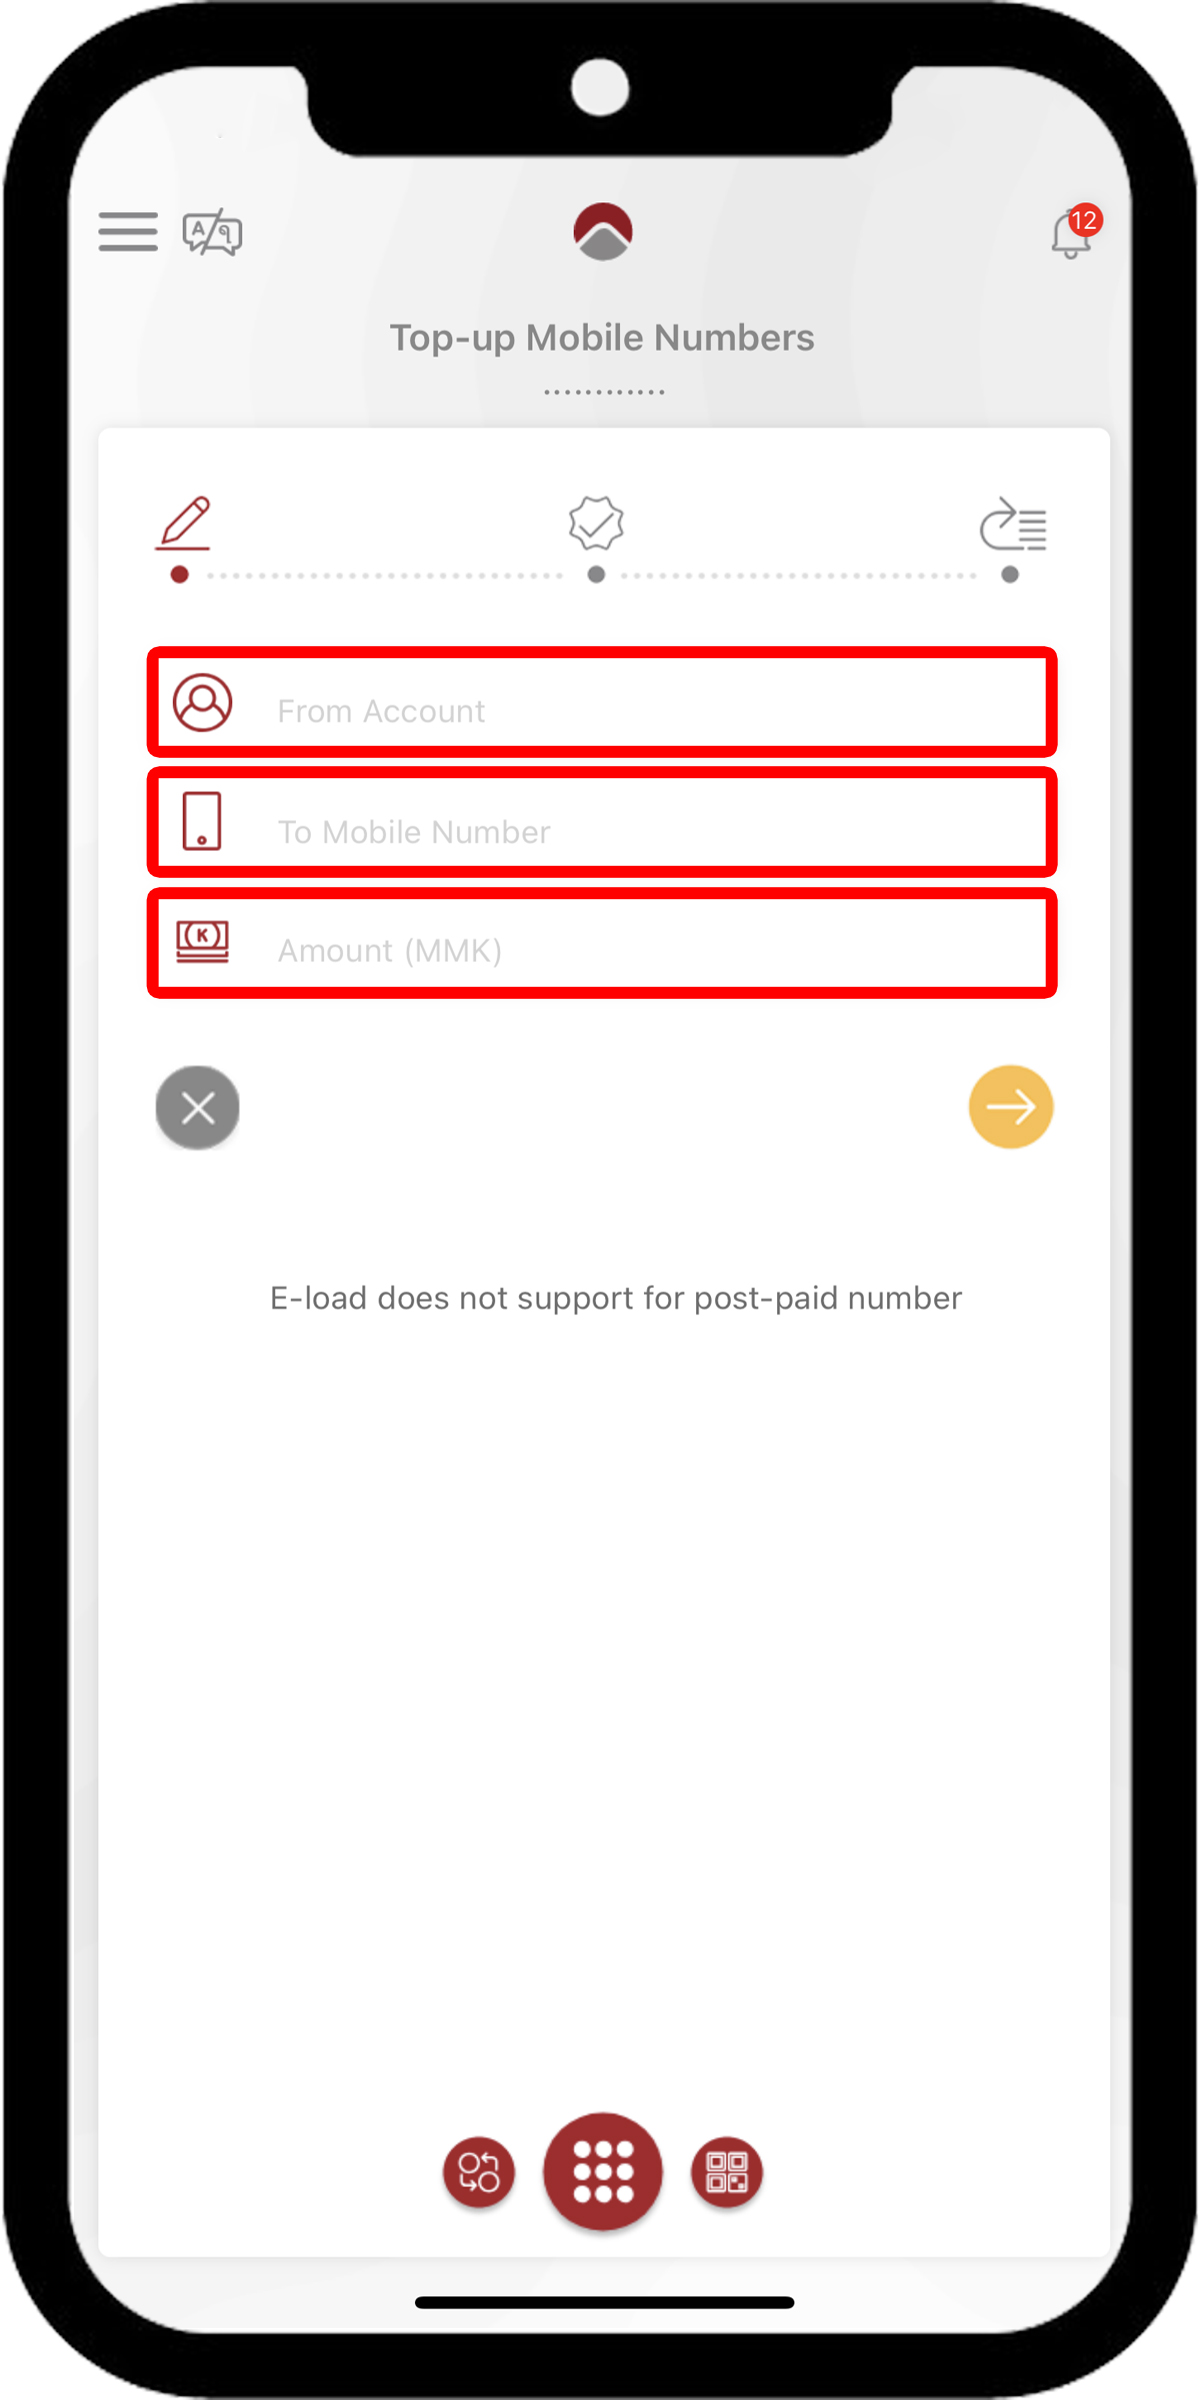 A
12
Top-up Mobile Numbers
From Account
To Mobile Number
K
Amount (MMK)
E-load does not support for post-paid number